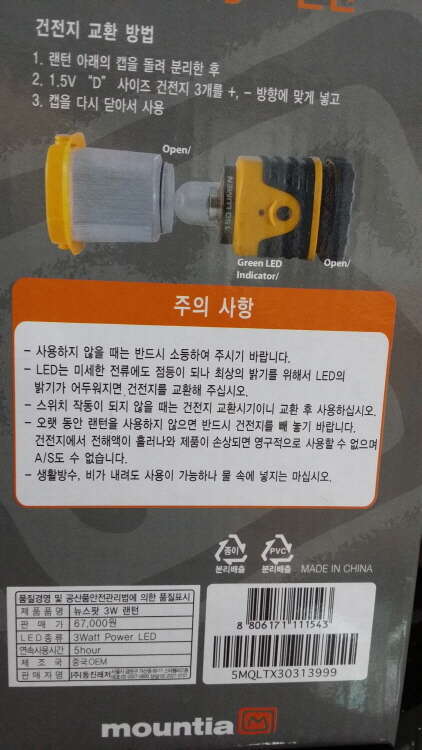 건전지 교환 방법
1. 랜턴 아래의 캡을 돌려 분리한 후
2. 1.5V “D” 사이즈 건전지 3개를 +, - 방향에 맞게 넣고
3. 캡을 다시 닫아서 사용
Open/
150 LUMEN
Green LED
Indicator/
Open/
주의 사항
- 사용하지 않을 때는 반드시 소등하여 주시기 바랍니다.
- LED는 미세한 전류에도 점등이 되나 최상의 밝기를 위해서 LED의
밝기가 어두워지면 건전지를 교환해 주십시오.
- 스위치 작동이 되지 않을 때는 건전지 교환시기이니 교환 후 사용하십시오.
- 오랫 동안 랜턴을 사용하지 않으면 반드시 건전지를 빼 놓기 바랍니다.
건전지에서 전해액이 흘러나와 제품이 손상되면 영구적으로 사용할 수 없으며
A/S도 수 없습니다.
- 생활방수, 비가 내려도 사용이 가능하나 물 속에 넣지는 마십시오.
종이
분리배출
PVC
분리배출
MADE IN CHINA
품질경영 및 공산품안전관리법에 의한 품질표시
제품품명 뉴스팟 3W 랜턴
판매가 67,000원
LED종류 3Watt Power LED
연속사용시간 5hour
제조국 중국OEM
판매자명 (주)동진레저
8 806171 111543
5MQLTX30313999
mountia M